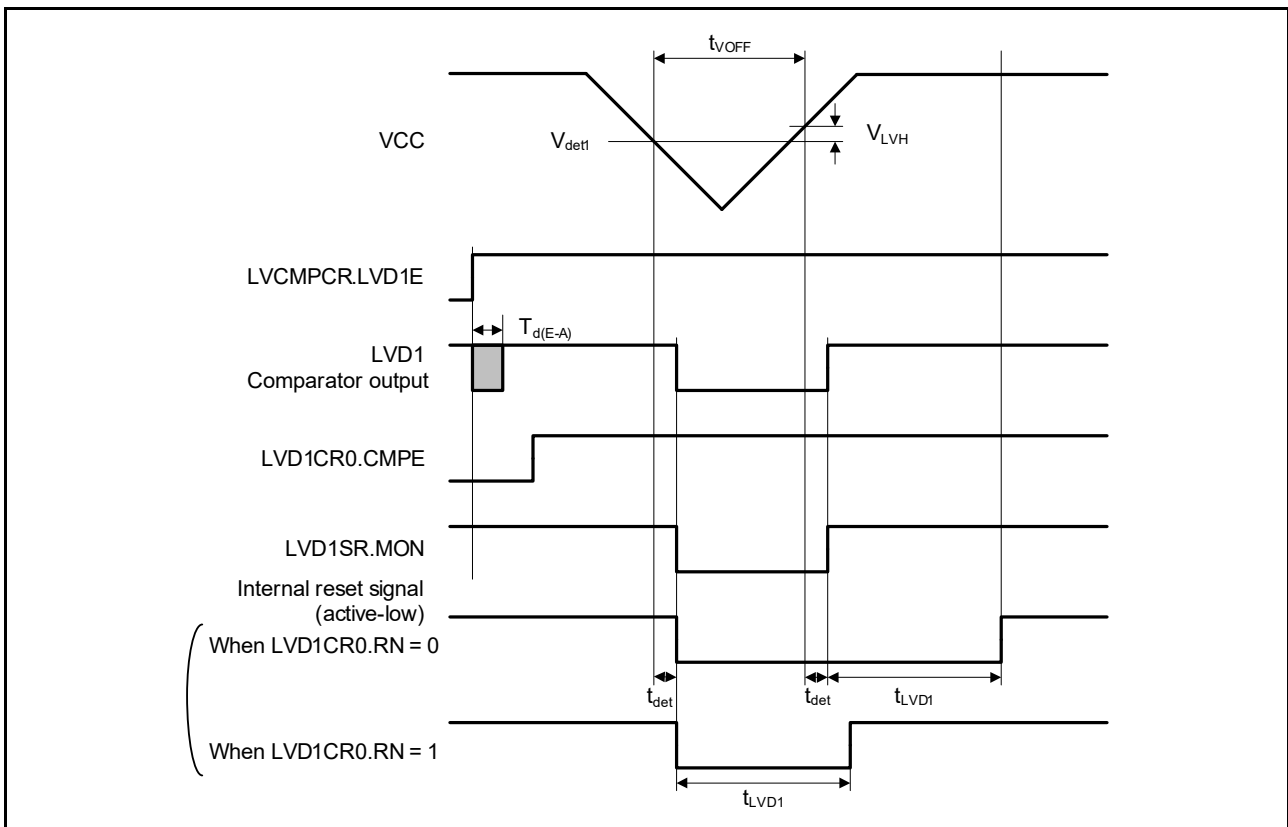 tVOFF
VCC
Vdet1
VLVH
LVCMPCR.LVD1E
Td(E-A)
LVD1
Comparator output
LVD1CR0.CMPE
LVD1SR.MON
Internal reset signal
(active-low)
When LVD1CR0.RN = 0
tdet
tdet
tLVD1
When LVD1CR0.RN = 1
tLVD1